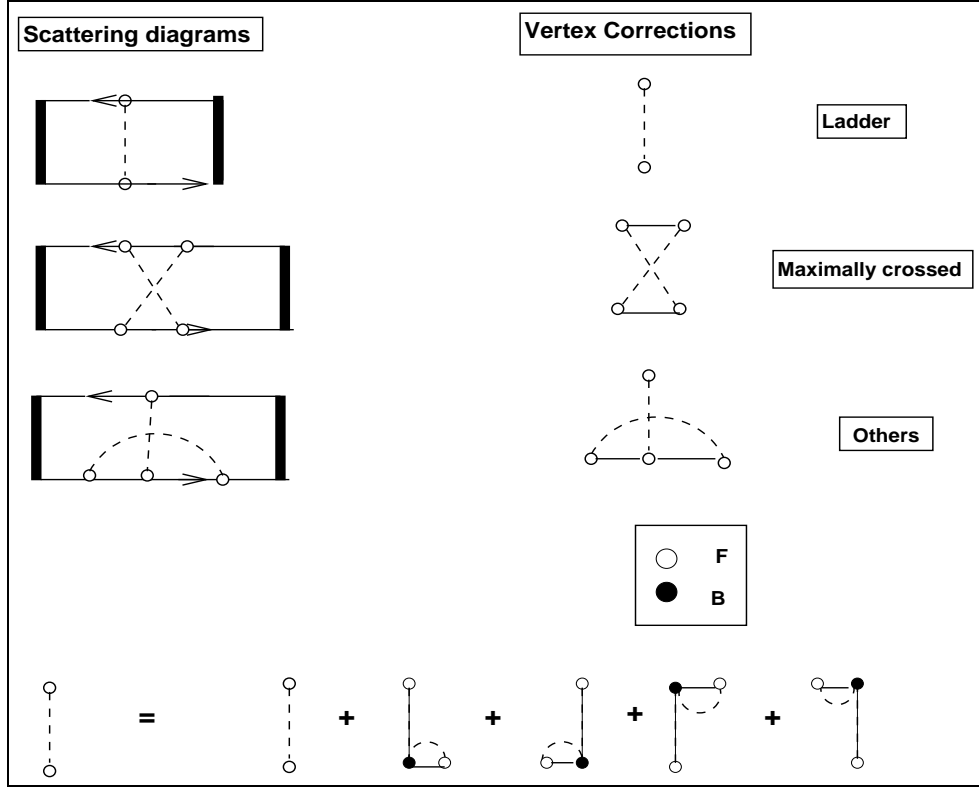 Scattering diagrams
Vertex Corrections
Ladder
Maximally crossed
Others
F
B
= + + + +